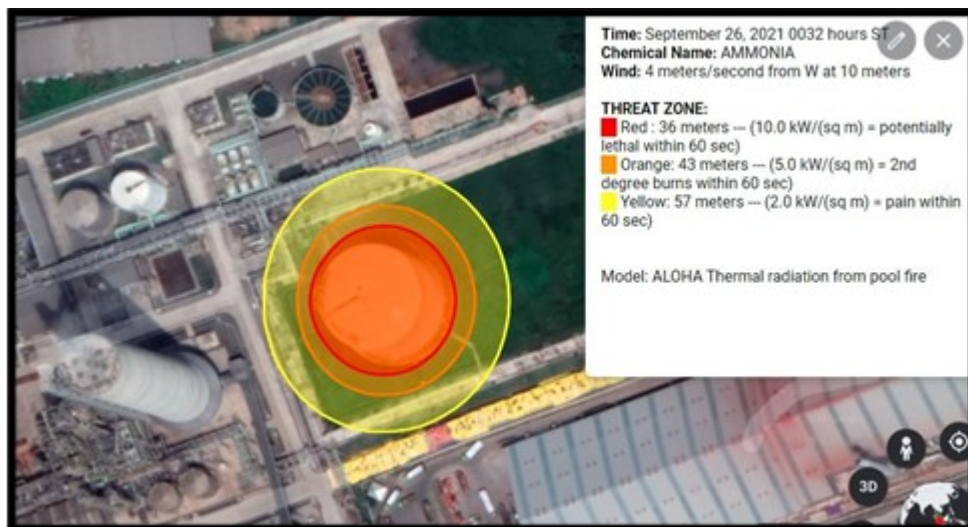 Time: September 26, 2021 0032 hours ST
Chemical Name: AMMONIA
Wind: 4 meters/second from W at 10 meters
THREAT ZONE:
Red : 36 meters --- (10.0 kW/(sq m) = potentially
lethal within 60 sec)
Orange: 43 meters --- (5.0 kW/(sq m) = 2nd
degree burns within 60 sec)
Yellow: 57 meters --- (2.0 kW/(sq m) = pain within
60 sec)
Model: ALOHA Thermal radiation from pool fire
3D